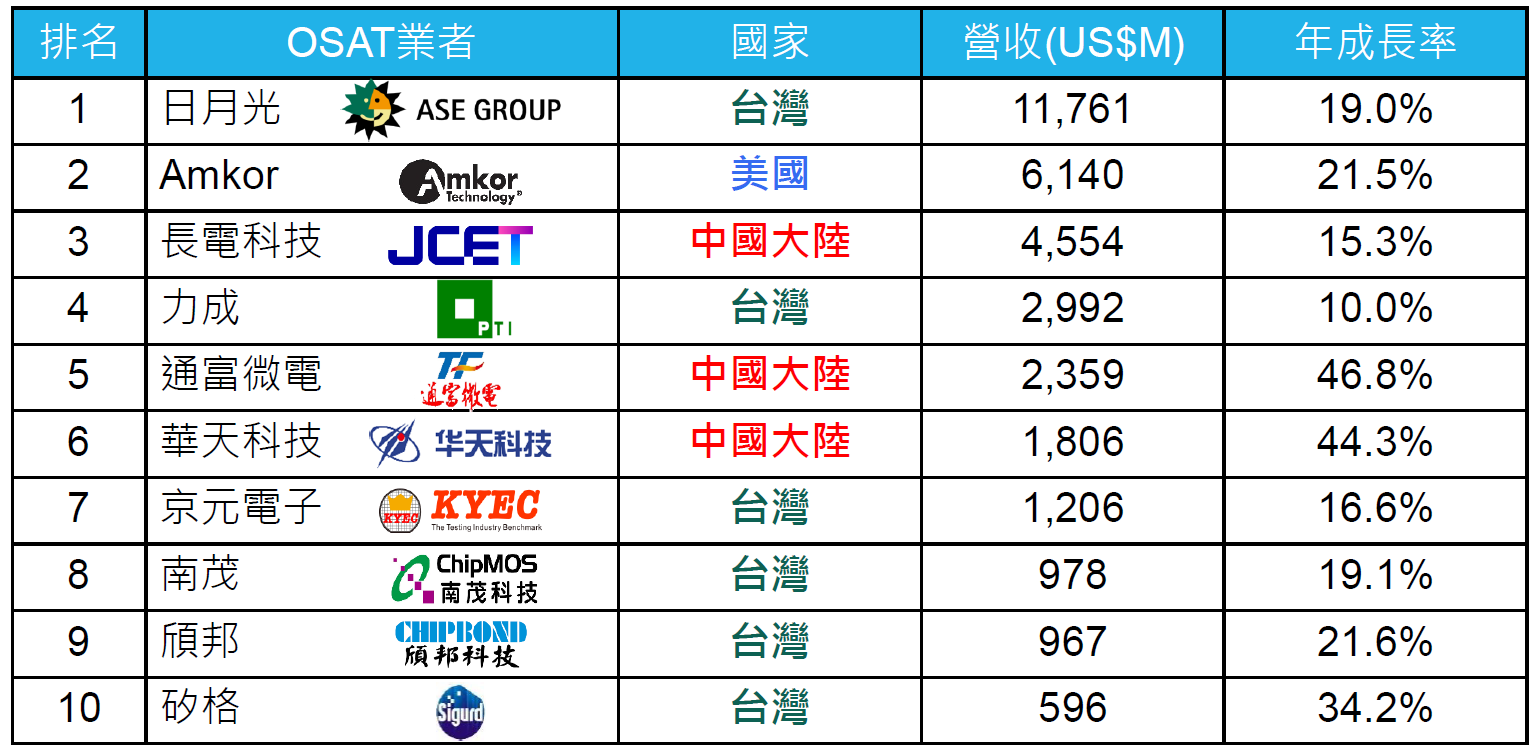 排名 OSAT業者 國家 營收(US$M) 年成長率
1 日月光 ASE GROUP 台灣 11,761 19.0%
2 Amkor Amkor Technology® 美國 6,140 21.5%
3 長電科技 JCET 中國大陸 4,554 15.3%
4 力成 PTI 台灣 2,992 10.0%
5 通富微電 TF 通富微電 中國大陸 2,359 46.8%
6 華天科技 华天科技 中國大陸 1,806 44.3%
7 京元電子 KYEC KYEC The Testing Industry Benchmark 台灣 1,206 16.6%
8 南茂 ChipMOS 南茂科技 台灣 978 19.1%
9 頎邦 CHIPBOND 頎邦科技 台灣 967 21.6%
10 矽格 Sigurd 台灣 596 34.2%